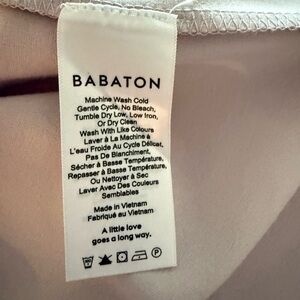 BABATON
Machine Wash Cold
Gentle Cycle, No Bleach,
Tumble Dry Low, Low Iron,
Or Dry Clean
Wash With Like Colours
Laver à La Machine à
L'eau Froide Au Cycle Délicat,
Pas De Blanchiment,
Sécher à Basse Température,
Repasser à Basse Température,
Ou Nettoyer à Sec
Laver Avec Des Couleurs
Semblables
Made in Vietnam
Fabriqué au Vietnam
A little love
goes a long way.
P